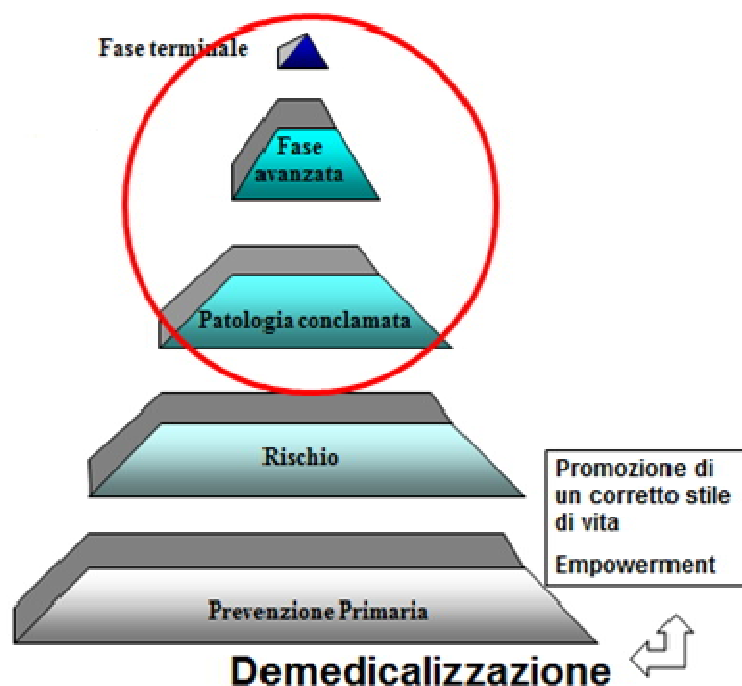 Fase terminale
Fase
avanzata
Patologia conclamata
Rischio
Promozione di
un corretto stile
di vita
Empowerment
Prevenzione Primaria
Demedicalizzazione